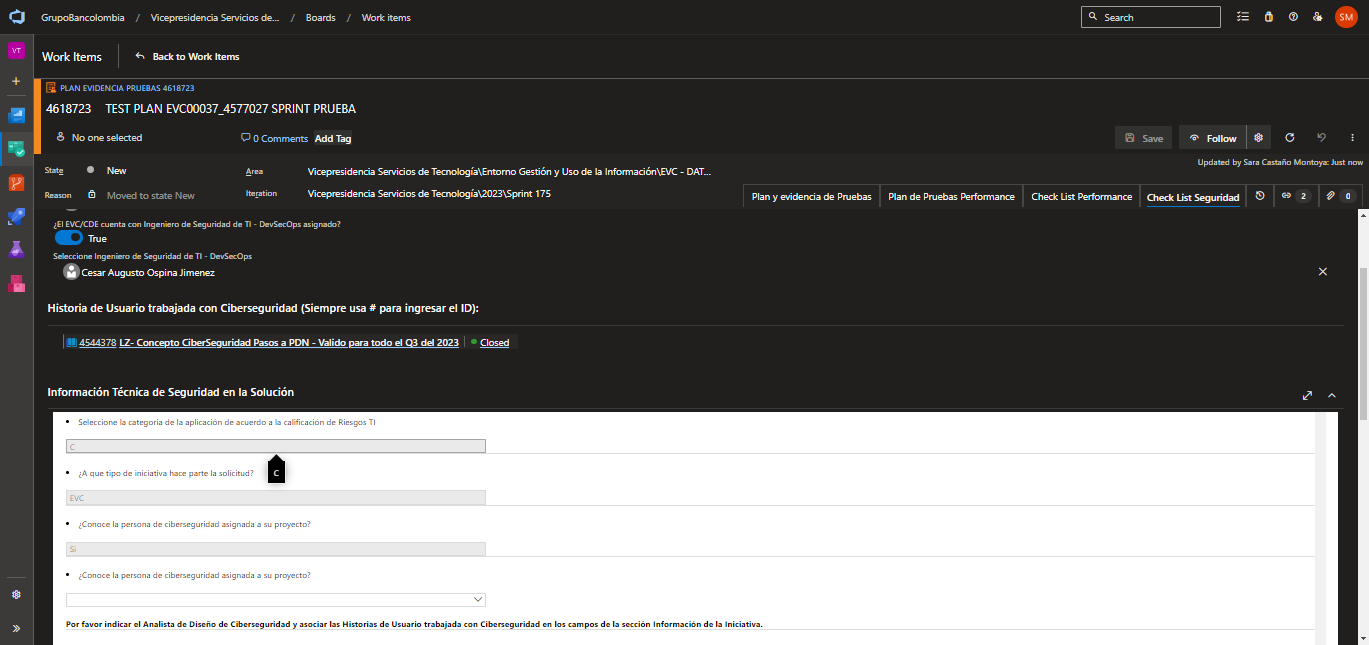 GrupoBancolombia / Vicepresidencia Servicios de... / Boards / Work items
Search
SM
VT
Work Items
Back to Work Items
PLAN EVIDENCIA PRUEBAS 4618723
4618723 TEST PLAN EVC00037_4577027 SPRINT PRUEBA
No one selected
0 Comments Add Tag
Save
Follow
Updated by Sara Castaño Montoya: Just now
State New
Area Vicepresidencia Servicios de Tecnología\Entorno Gestión y Uso de la Información\EVC - DAT...
Reason Moved to state New
Iteration Vicepresidencia Servicios de Tecnología\2023\Sprint 175
Plan y evidencia de Pruebas
Plan de Pruebas Performance
Check List Performance
Check List Seguridad
2
0
¿El EVC/CDE cuenta con Ingeniero de Seguridad de TI - DevSecOps asignado?
True
Seleccione Ingeniero de Seguridad de TI - DevSecOps
Cesar Augusto Ospina Jimenez
Historia de Usuario trabajada con Ciberseguridad (Siempre usa # para ingresar el ID):
4544378 LZ- Concepto CiberSeguridad Pasos a PDN - Valido para todo el Q3 del 2023 Closed
Información Técnica de Seguridad en la Solución
• Seleccione la categoria de la aplicación de acuerdo a la calificación de Riesgos TI
C
• ¿A que tipo de iniciativa hace parte la solicitud?
C
EVC
• ¿Conoce la persona de ciberseguridad asignada a su proyecto?
Si
• ¿Conoce la persona de ciberseguridad asignada a su proyecto?
Por favor indicar el Analista de Diseño de Ciberseguridad y asociar las Historias de Usuario trabajada con Ciberseguridad en los campos de la sección Información de la Iniciativa.